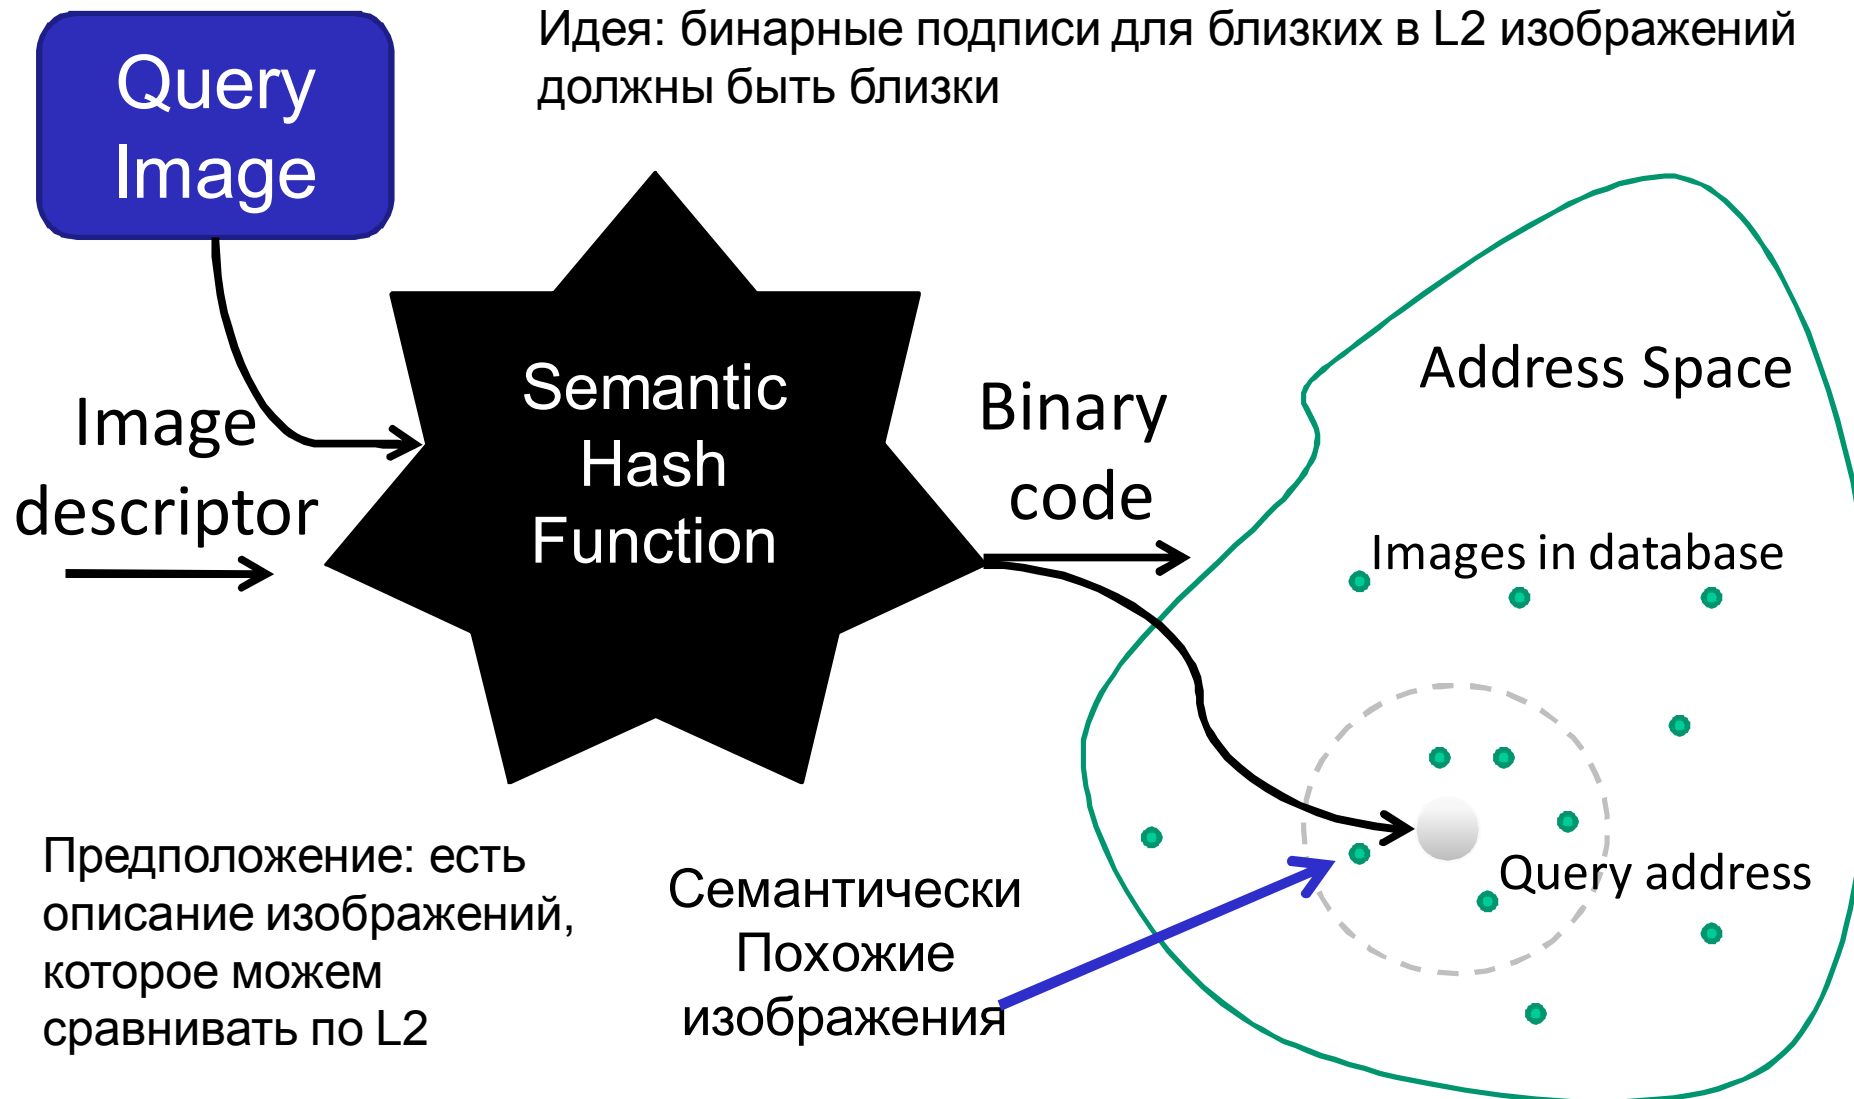 Идея: бинарные подписи для близких в L2 изображений
должны быть близки
Query
Image
Image
descriptor
Semantic
Hash
Function
Binary
code
Address Space
Images in database
Query address
Предположение: есть
описание изображений,
которое можем
сравнивать по L2
Семантически
Похожие
изображения